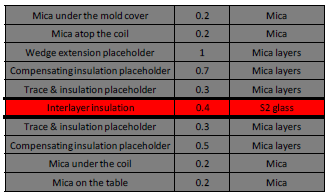 Mica under the mold cover 0.2 Mica
Mica atop the coil 0.2 Mica
Wedge extension placeholder 1 Mica layers
Compensating insulation placeholder 0.7 Mica layers
Trace & insulation placeholder 0.3 Mica layers
Interlayer insulation 0.4 S2 glass
Trace & insulation placeholder 0.3 Mica layers
Compensating insulation placeholder 0.5 Mica layers
Mica under the coil 0.2 Mica
Mica on the table 0.2 Mica